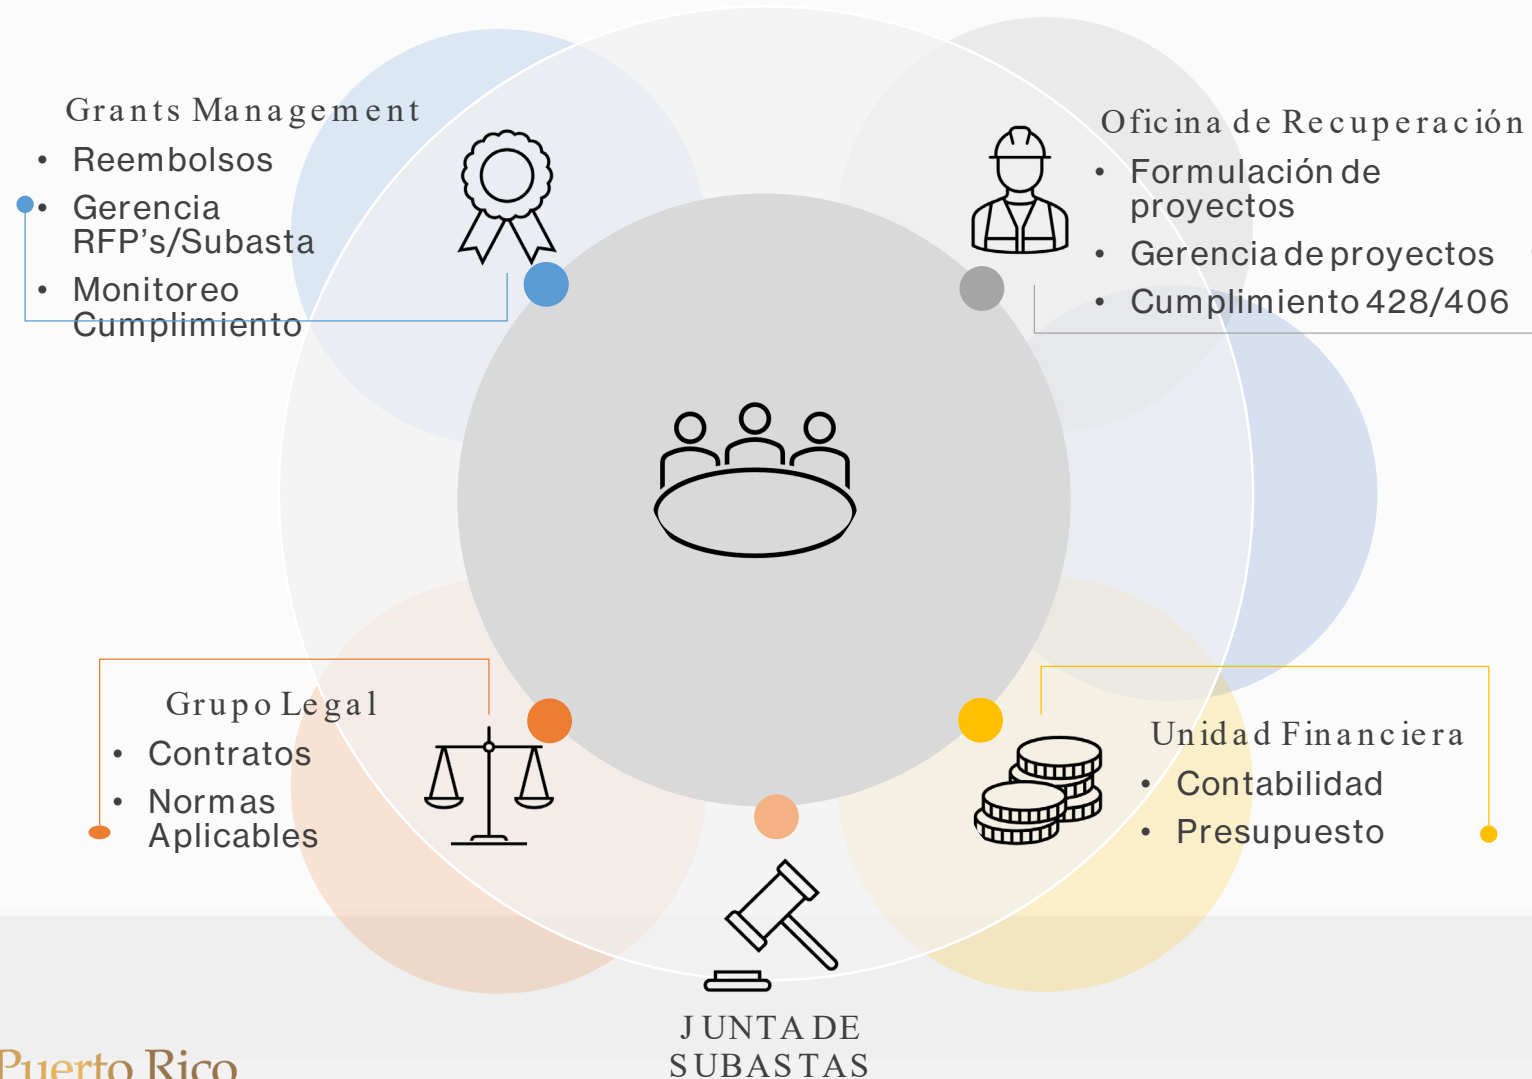 Grants Management
• Reembolsos
• Gerencia
RFP's/Subasta
• Monitoreo
Cumplimiento
Oficina de Recuperación
• Formulación de
proyectos
• Gerencia de proyectos
• Cumplimiento 428/406
Grupo Legal
• Contratos
• Normas
Aplicables
Unidad Financiera
• Contabilidad
• Presupuesto
JUNTA DE
SUBASTAS
Puerto Rico